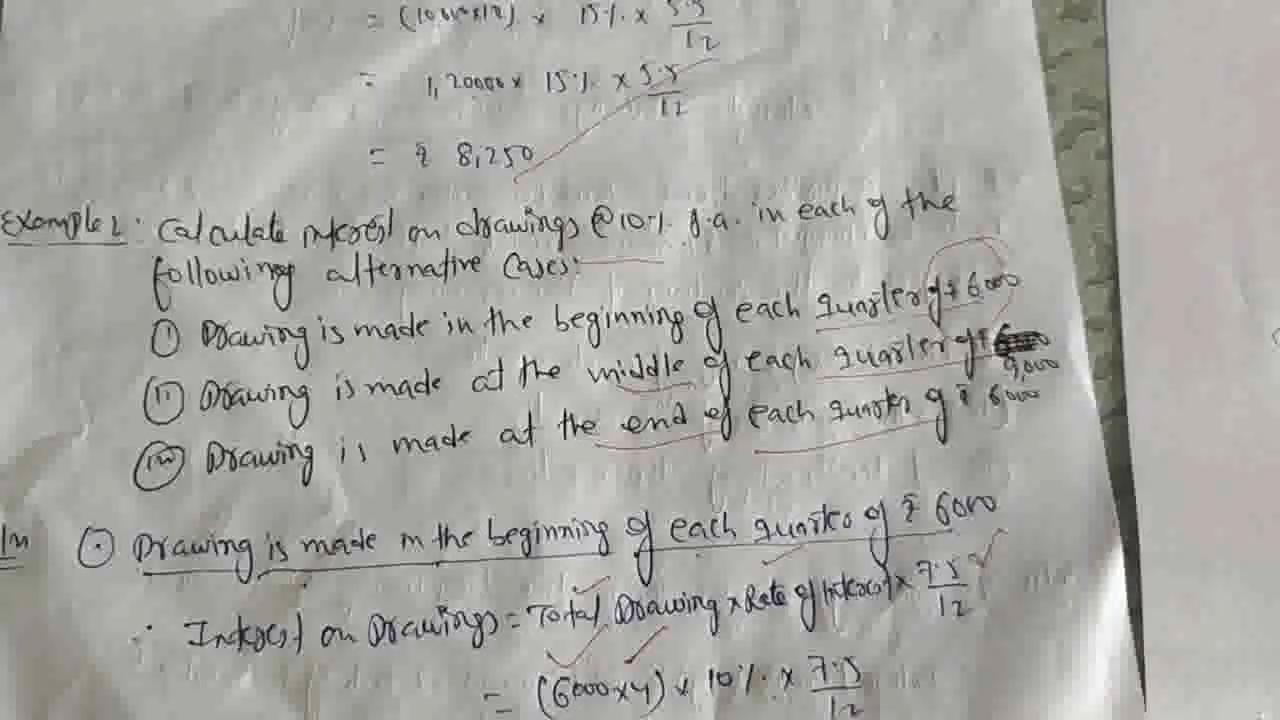 = (10000×12) × 15% × 5.5/12
= 1,20000 × 15% × 5.5/12
= ₹ 8,250
Example 2: Calculate interest on drawings @10% p.a. in each of the
following alternative Cases:
(i) Drawing is made in the beginning of each quarter of ₹ 6000
(ii) Drawing is made at the middle of each quarter of ₹ 9,000
(iii) Drawing is made at the end of each quarter of ₹ 6000
(.) Drawing is made in the beginning of each quarter of ₹ 6000
∴ Interest on Drawings = Total Drawing × Rate of Interest × 7.5/12
= (6000×4) × 10% × 7.5/12